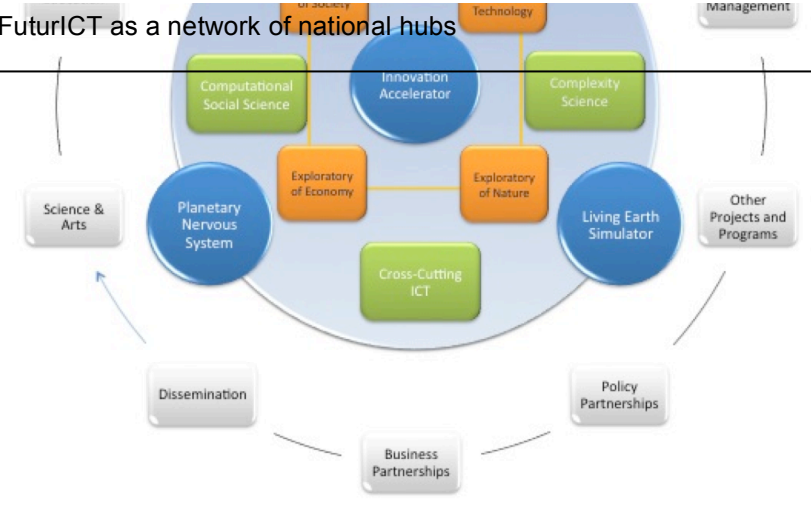 of Society
Technology
Management
FuturICT as a network of national hubs
Computational
Social Science
Innovation
Accelerator
Complexity
Science
Exploratory
of Economy
Exploratory
of Nature
Science &
Arts
Planetary
Nervous
System
Living Earth
Simulator
Other
Projects and
Programs
Cross-Cutting
ICT
Dissemination
Policy
Partnerships
Business
Partnerships